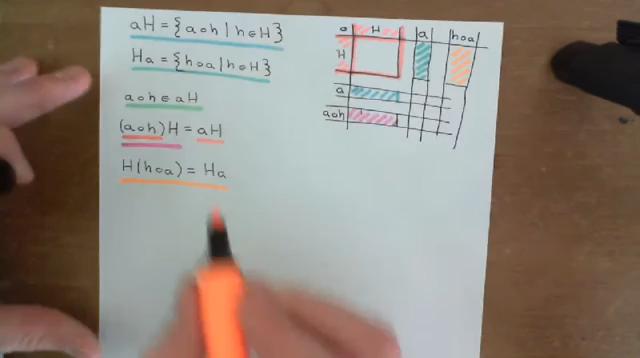 aH = {a∘h | h∈H}
Ha = {h∘a | h∈H}
a∘h ∈ aH
(a∘h)H = aH
H(h∘a) = Ha
∘ H a h∘a
H
a
a∘h